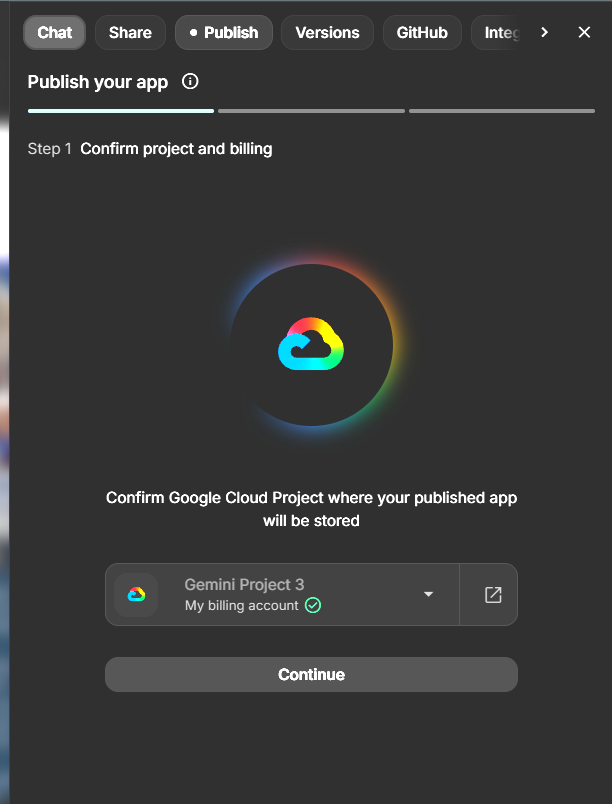 Chat Share Publish Versions GitHub
Publish your app
Step 1 Confirm project and billing
Confirm Google Cloud Project where your published app
will be stored
Gemini Project 3
My billing account
Continue